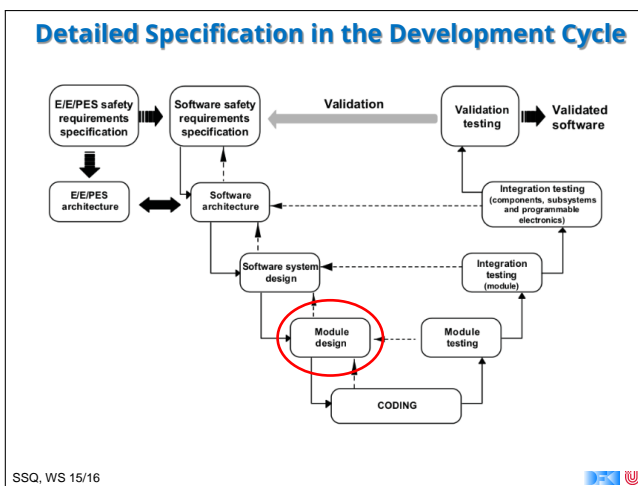 Detailed Specification in the Development Cycle
E/E/PES safety
requirements
specification
Software safety
requirements
specification
Validation
Validation
testing
Validated
software
E/E/PES
architecture
Software
architecture
Integration testing
(components, subsystems
and programmable
electronics)
Software system
design
Integration
testing
(module)
Module
design
Module
testing
CODING
SSQ, WS 15/16